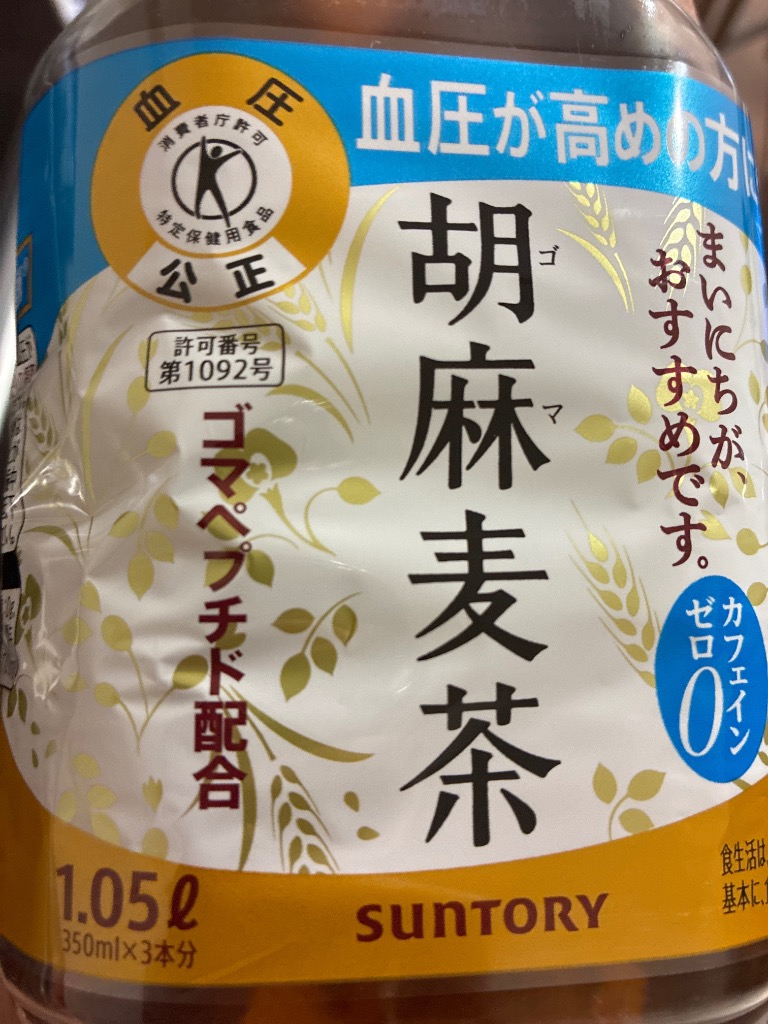 血圧が高めの方に
血圧
消費者庁許可
特定保健用食品
公正
許可番号
第1092号
胡麻麦茶
ゴマ
まいにちが、
おすすめです。
ゴマペプチド配合
カフェイン
ゼロ
0
1.05ℓ
350ml×3本分
SUNTORY
食生活は、
基本に、